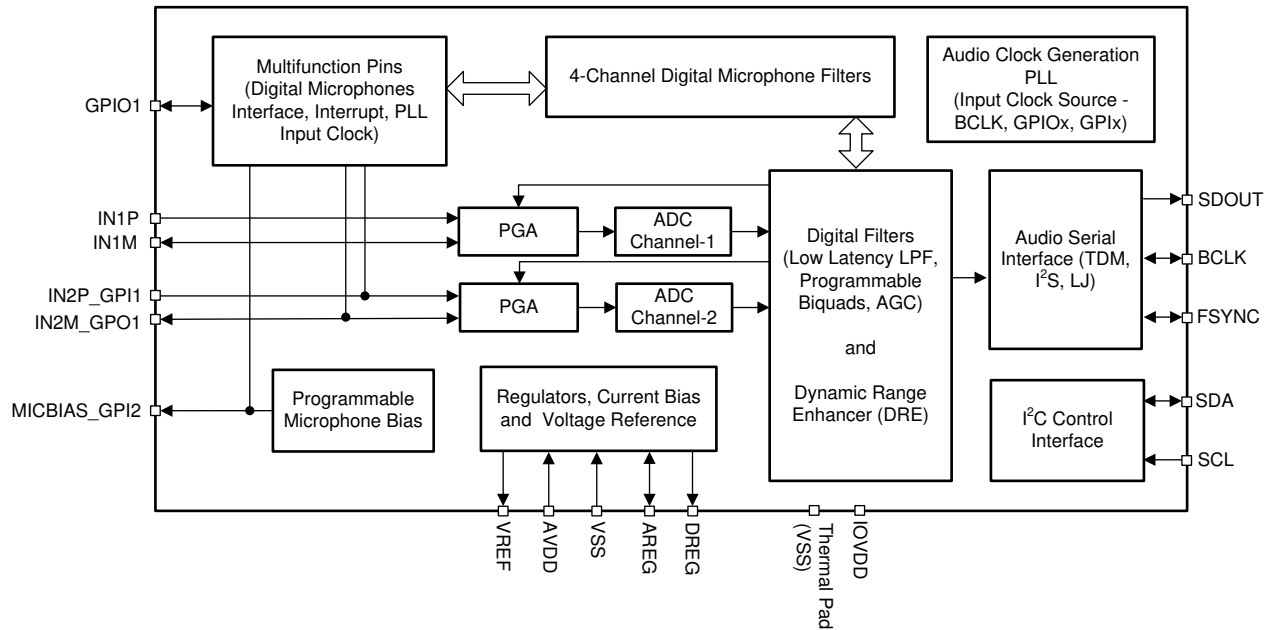 Multifunction Pins
(Digital Microphones
Interface, Interrupt, PLL
Input Clock)
4-Channel Digital Microphone Filters
Audio Clock Generation
PLL
(Input Clock Source -
BCLK, GPIOx, GPIx)
GPIO1
IN1P
IN1M
IN2P_GPI1
IN2M_GPO1
MICBIAS_GPI2
PGA
ADC
Channel-1
PGA
ADC
Channel-2
Digital Filters
(Low Latency LPF,
Programmable
Biquads, AGC)
and
Dynamic Range
Enhancer (DRE)
Audio Serial
Interface (TDM,
I²S, LJ)
SDOUT
BCLK
FSYNC
Programmable
Microphone Bias
Regulators, Current Bias
and Voltage Reference
I²C Control
Interface
SDA
SCL
VREF
AVDD
VSS
AREG
DREG
Thermal Pad
(VSS)
IOVDD